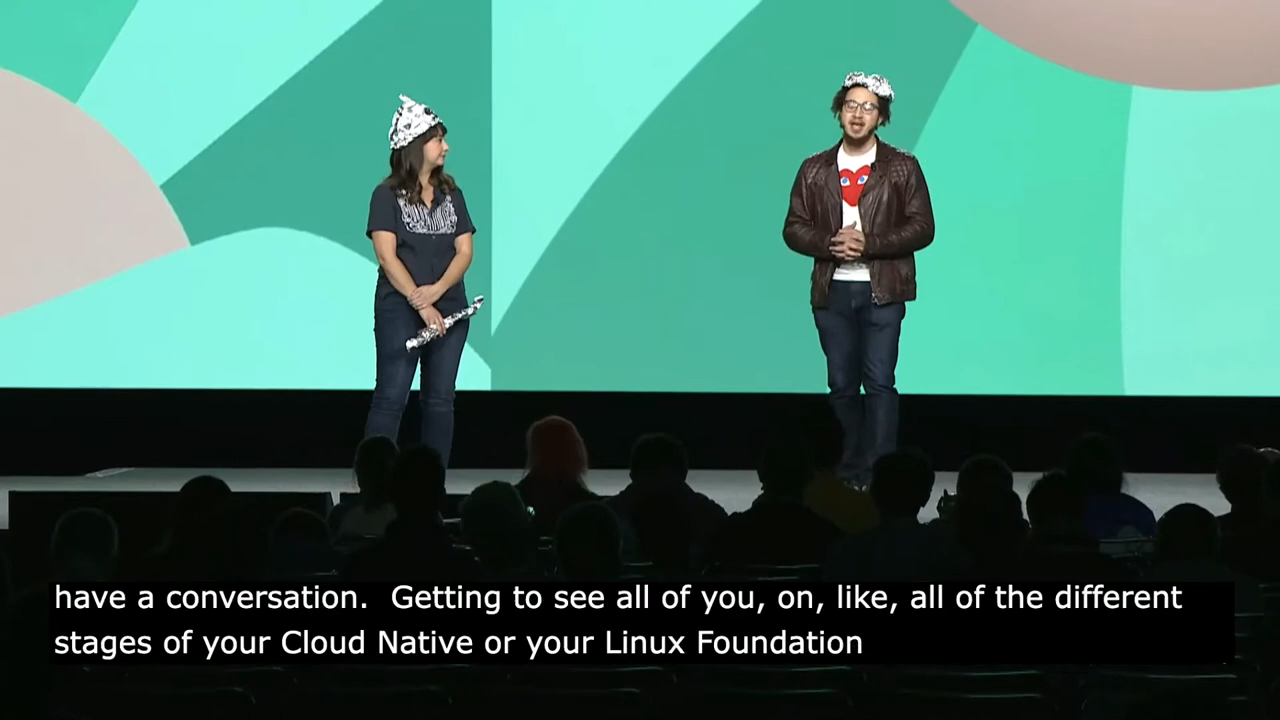 have a conversation.  Getting to see all of you, on, like, all of the different
stages of your Cloud Native or your Linux Foundation